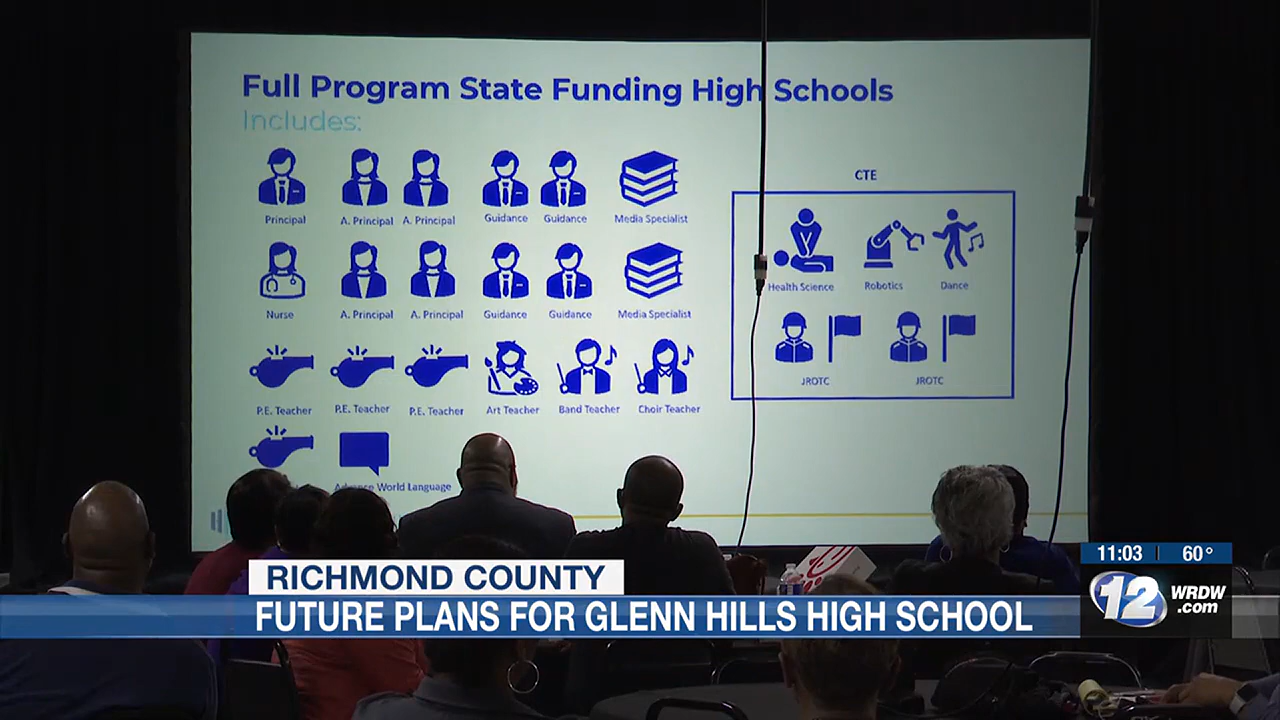 Full Program State Funding High Schools
Includes:
Principal A. Principal A. Principal Guidance Guidance Media Specialist
Nurse A. Principal A. Principal Guidance Guidance Media Specialist
P.E. Teacher P.E. Teacher P.E. Teacher Art Teacher Band Teacher Choir Teacher
World Language
CTE
Health Science Robotics Dance
JROTC JROTC
RICHMOND COUNTY
FUTURE PLANS FOR GLENN HILLS HIGH SCHOOL
11:03 60°
12 WRDW
.com